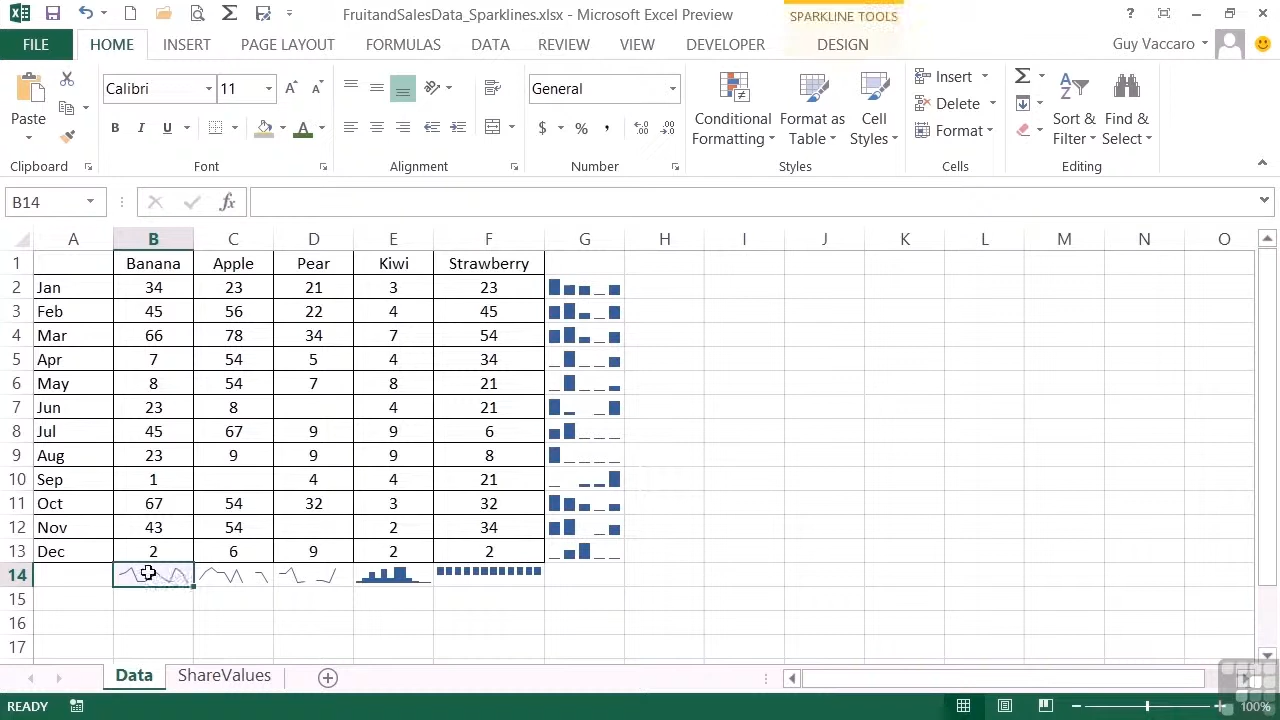 FruitandSalesData_Sparklines.xlsx - Microsoft Excel Preview
SPARKLINE TOOLS
?
FILE HOME INSERT PAGE LAYOUT FORMULAS DATA REVIEW VIEW DEVELOPER DESIGN Guy Vaccaro
Calibri 11 General
Paste
B I U
$ % ,
Conditional Formatting
Format as Table
Cell Styles
Insert
Delete
Format
Sort & Filter
Find & Select
Clipboard Font Alignment Number Styles Cells Editing
B14 fx
A B C D E F G H I J K L M N O
1 Banana Apple Pear Kiwi Strawberry
2 Jan 34 23 21 3 23
3 Feb 45 56 22 4 45
4 Mar 66 78 34 7 54
5 Apr 7 54 5 4 34
6 May 8 54 7 8 21
7 Jun 23 8 4 21
8 Jul 45 67 9 9 6
9 Aug 23 9 9 9 8
10 Sep 1 4 4 21
11 Oct 67 54 32 3 32
12 Nov 43 54 2 34
13 Dec 2 6 9 2 2
14
15
16
17
Data ShareValues
READY 100%